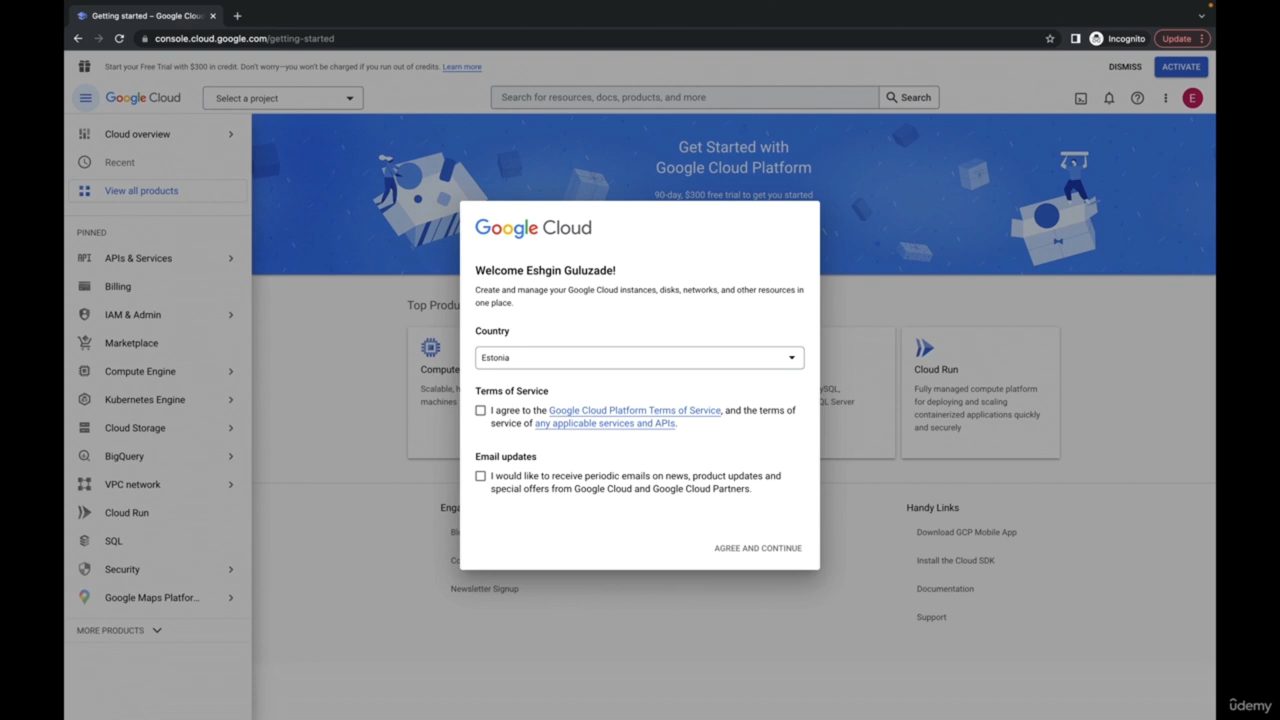 Getting started – Google Clou
console.cloud.google.com/getting-started
Incognito
Update
Start your Free Trial with $300 in credit. Don't worry—you won't be charged if you run out of credits. Learn more
DISMISS
ACTIVATE
Google Cloud
Select a project
Search for resources, docs, products, and more
Search
E
Cloud overview
Recent
View all products
PINNED
API APIs & Services
Billing
IAM & Admin
Marketplace
Compute Engine
Kubernetes Engine
Cloud Storage
BigQuery
VPC network
Cloud Run
SQL
Security
Google Maps Platfor...
MORE PRODUCTS
Get Started with
Google Cloud Platform
90-day, $300 free trial to get you started
Top Produ
Compute
Scalable, h
machines
ySQL,
QL Server
Cloud Run
Fully managed compute platform
for deploying and scaling
containerized applications quickly
and securely
Google Cloud
Welcome Eshgin Guluzade!
Create and manage your Google Cloud instances, disks, networks, and other resources in
one place.
Country
Estonia
Terms of Service
I agree to the Google Cloud Platform Terms of Service, and the terms of
service of any applicable services and APIs.
Email updates
I would like to receive periodic emails on news, product updates and
special offers from Google Cloud and Google Cloud Partners.
AGREE AND CONTINUE
Enga
Blo
Co
Newsletter Signup
Handy Links
Download GCP Mobile App
Install the Cloud SDK
Documentation
Support
udemy